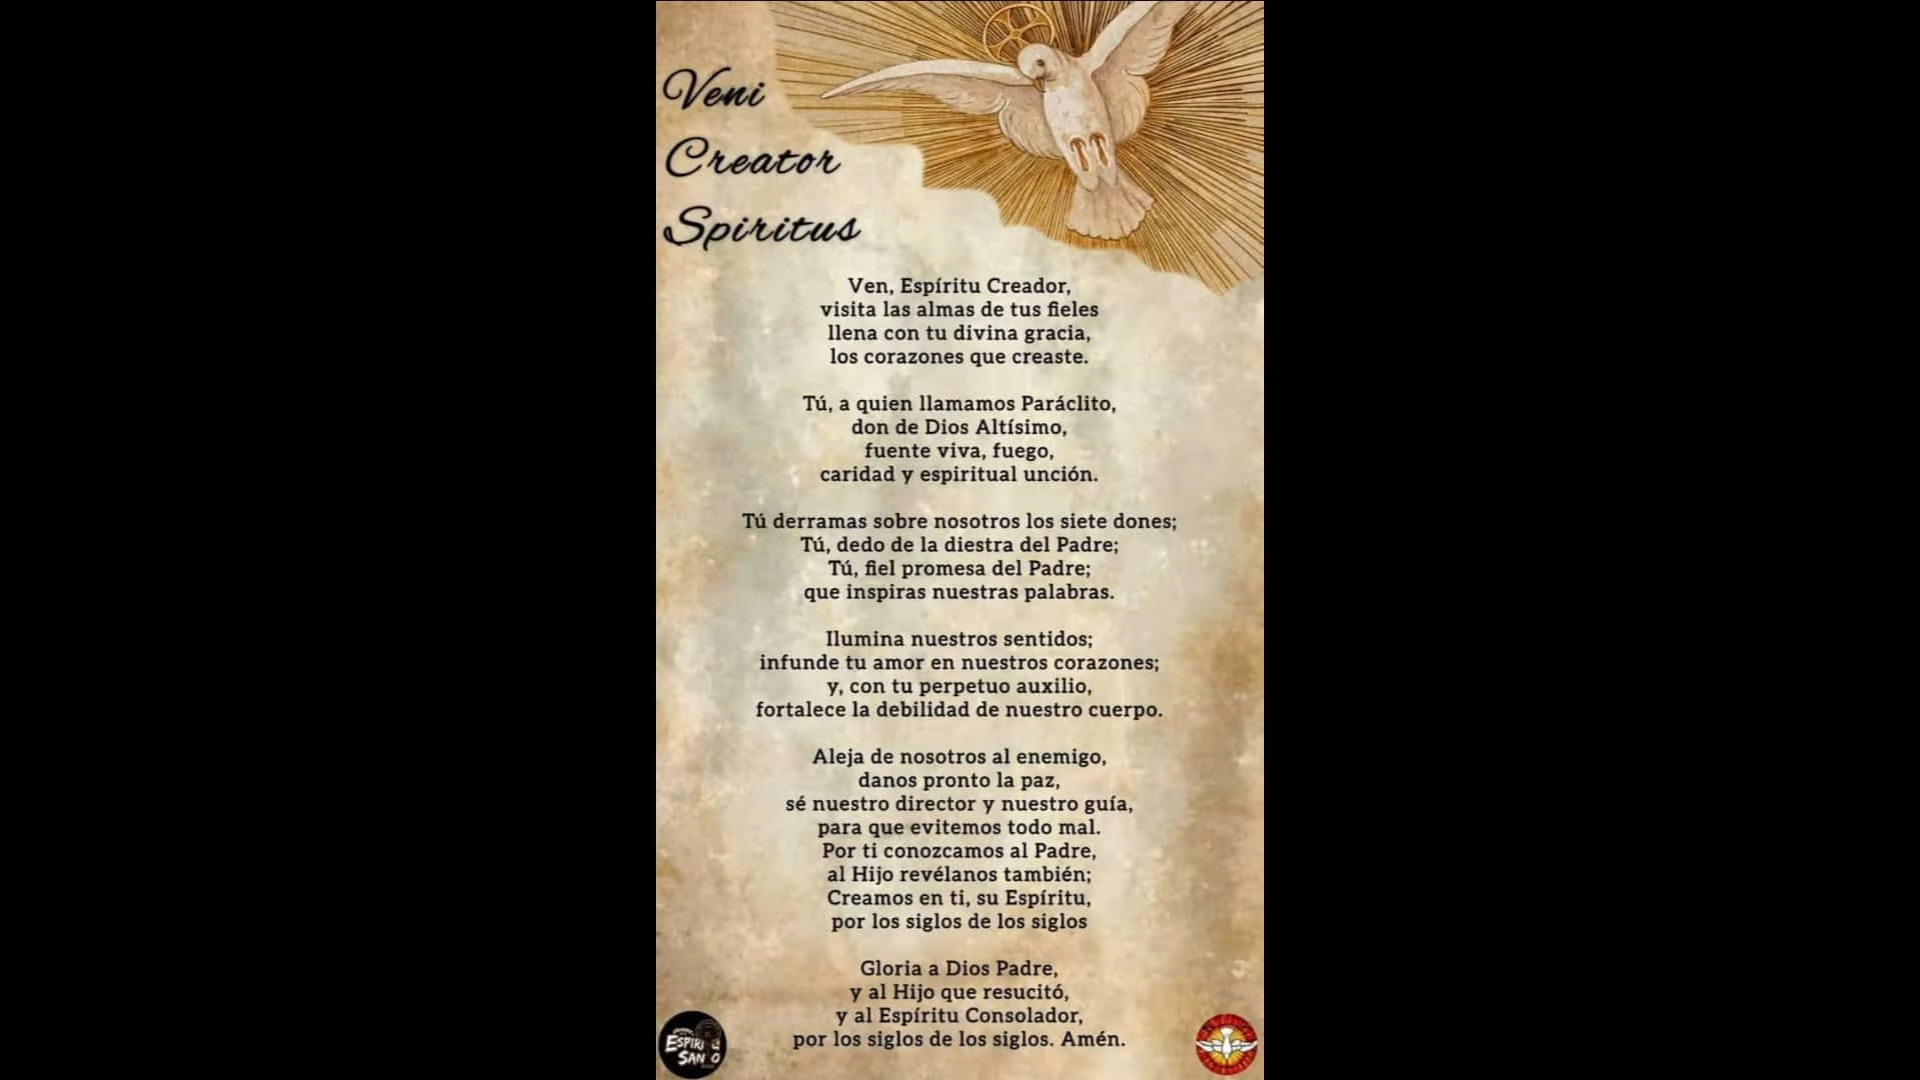 Veni
Creator
Spiritus
Ven, Espíritu Creador,
visita las almas de tus fieles
llena con tu divina gracia,
los corazones que creaste.
Tú, a quien llamamos Paráclito,
don de Dios Altísimo,
fuente viva, fuego,
caridad y espiritual unción.
Tú derramas sobre nosotros los siete dones;
Tú, dedo de la diestra del Padre;
Tú, fiel promesa del Padre;
que inspiras nuestras palabras.
Ilumina nuestros sentidos;
infunde tu amor en nuestros corazones;
y, con tu perpetuo auxilio,
fortalece la debilidad de nuestro cuerpo.
Aleja de nosotros al enemigo,
danos pronto la paz,
sé nuestro director y nuestro guía,
para que evitemos todo mal.
Por ti conozcamos al Padre,
al Hijo revélanos también;
Creamos en ti, su Espíritu,
por los siglos de los siglos
Gloria a Dios Padre,
y al Hijo que resucitó,
y al Espíritu Consolador,
por los siglos de los siglos. Amén.